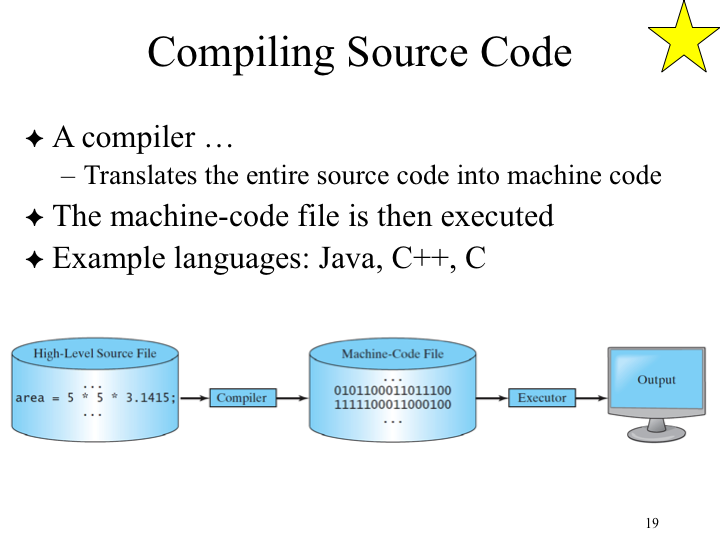 Compiling Source Code
✦ A compiler …
– Translates the entire source code into machine code
✦ The machine-code file is then executed
✦ Example languages: Java, C++, C
High-Level Source File
...
area = 5 * 5 * 3.1415;
...
Compiler
Machine-Code File
...
0101100011011100
1111100011000100
...
Executor
Output
19